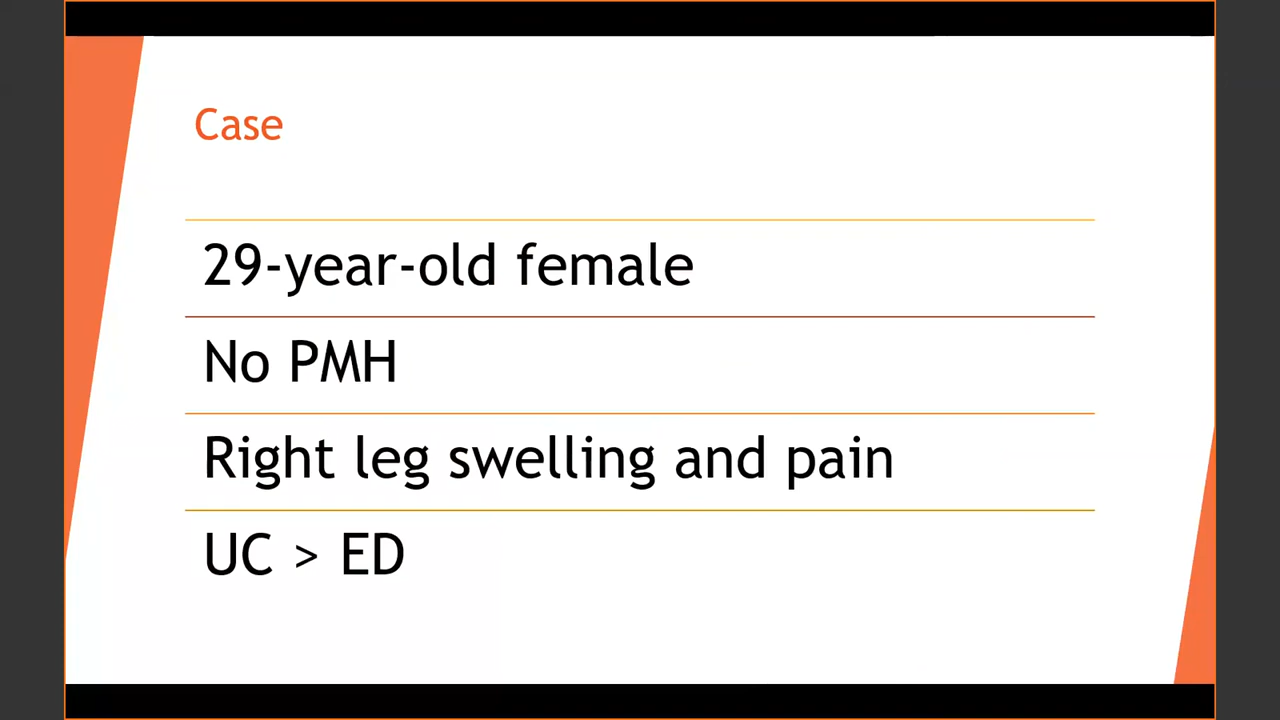 Case
29-year-old female
No PMH
Right leg swelling and pain
UC > ED